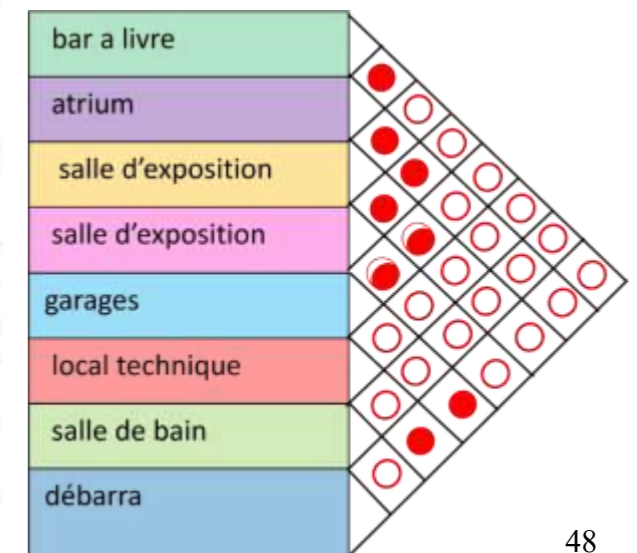 bar a livre
atrium
salle d'exposition
salle d'exposition
garages
local technique
salle de bain
débarra
48